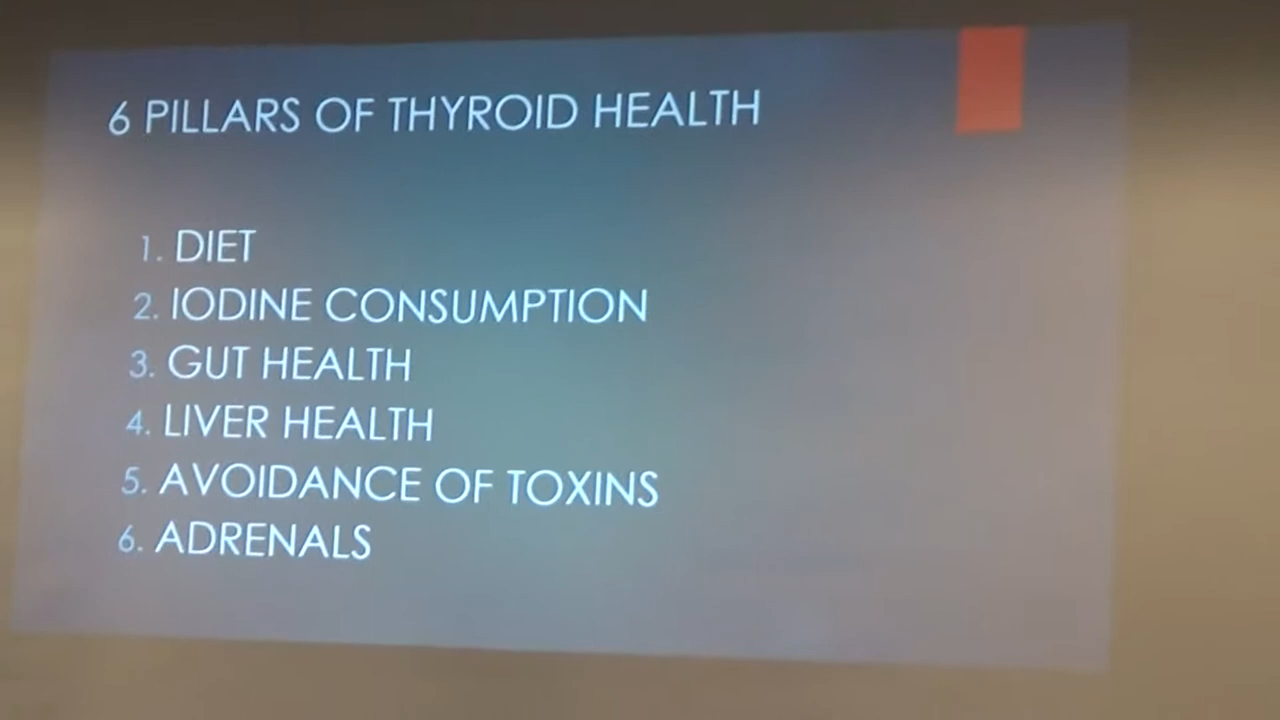 6 PILLARS OF THYROID HEALTH
1. DIET
2. IODINE CONSUMPTION
3. GUT HEALTH
4. LIVER HEALTH
5. AVOIDANCE OF TOXINS
6. ADRENALS